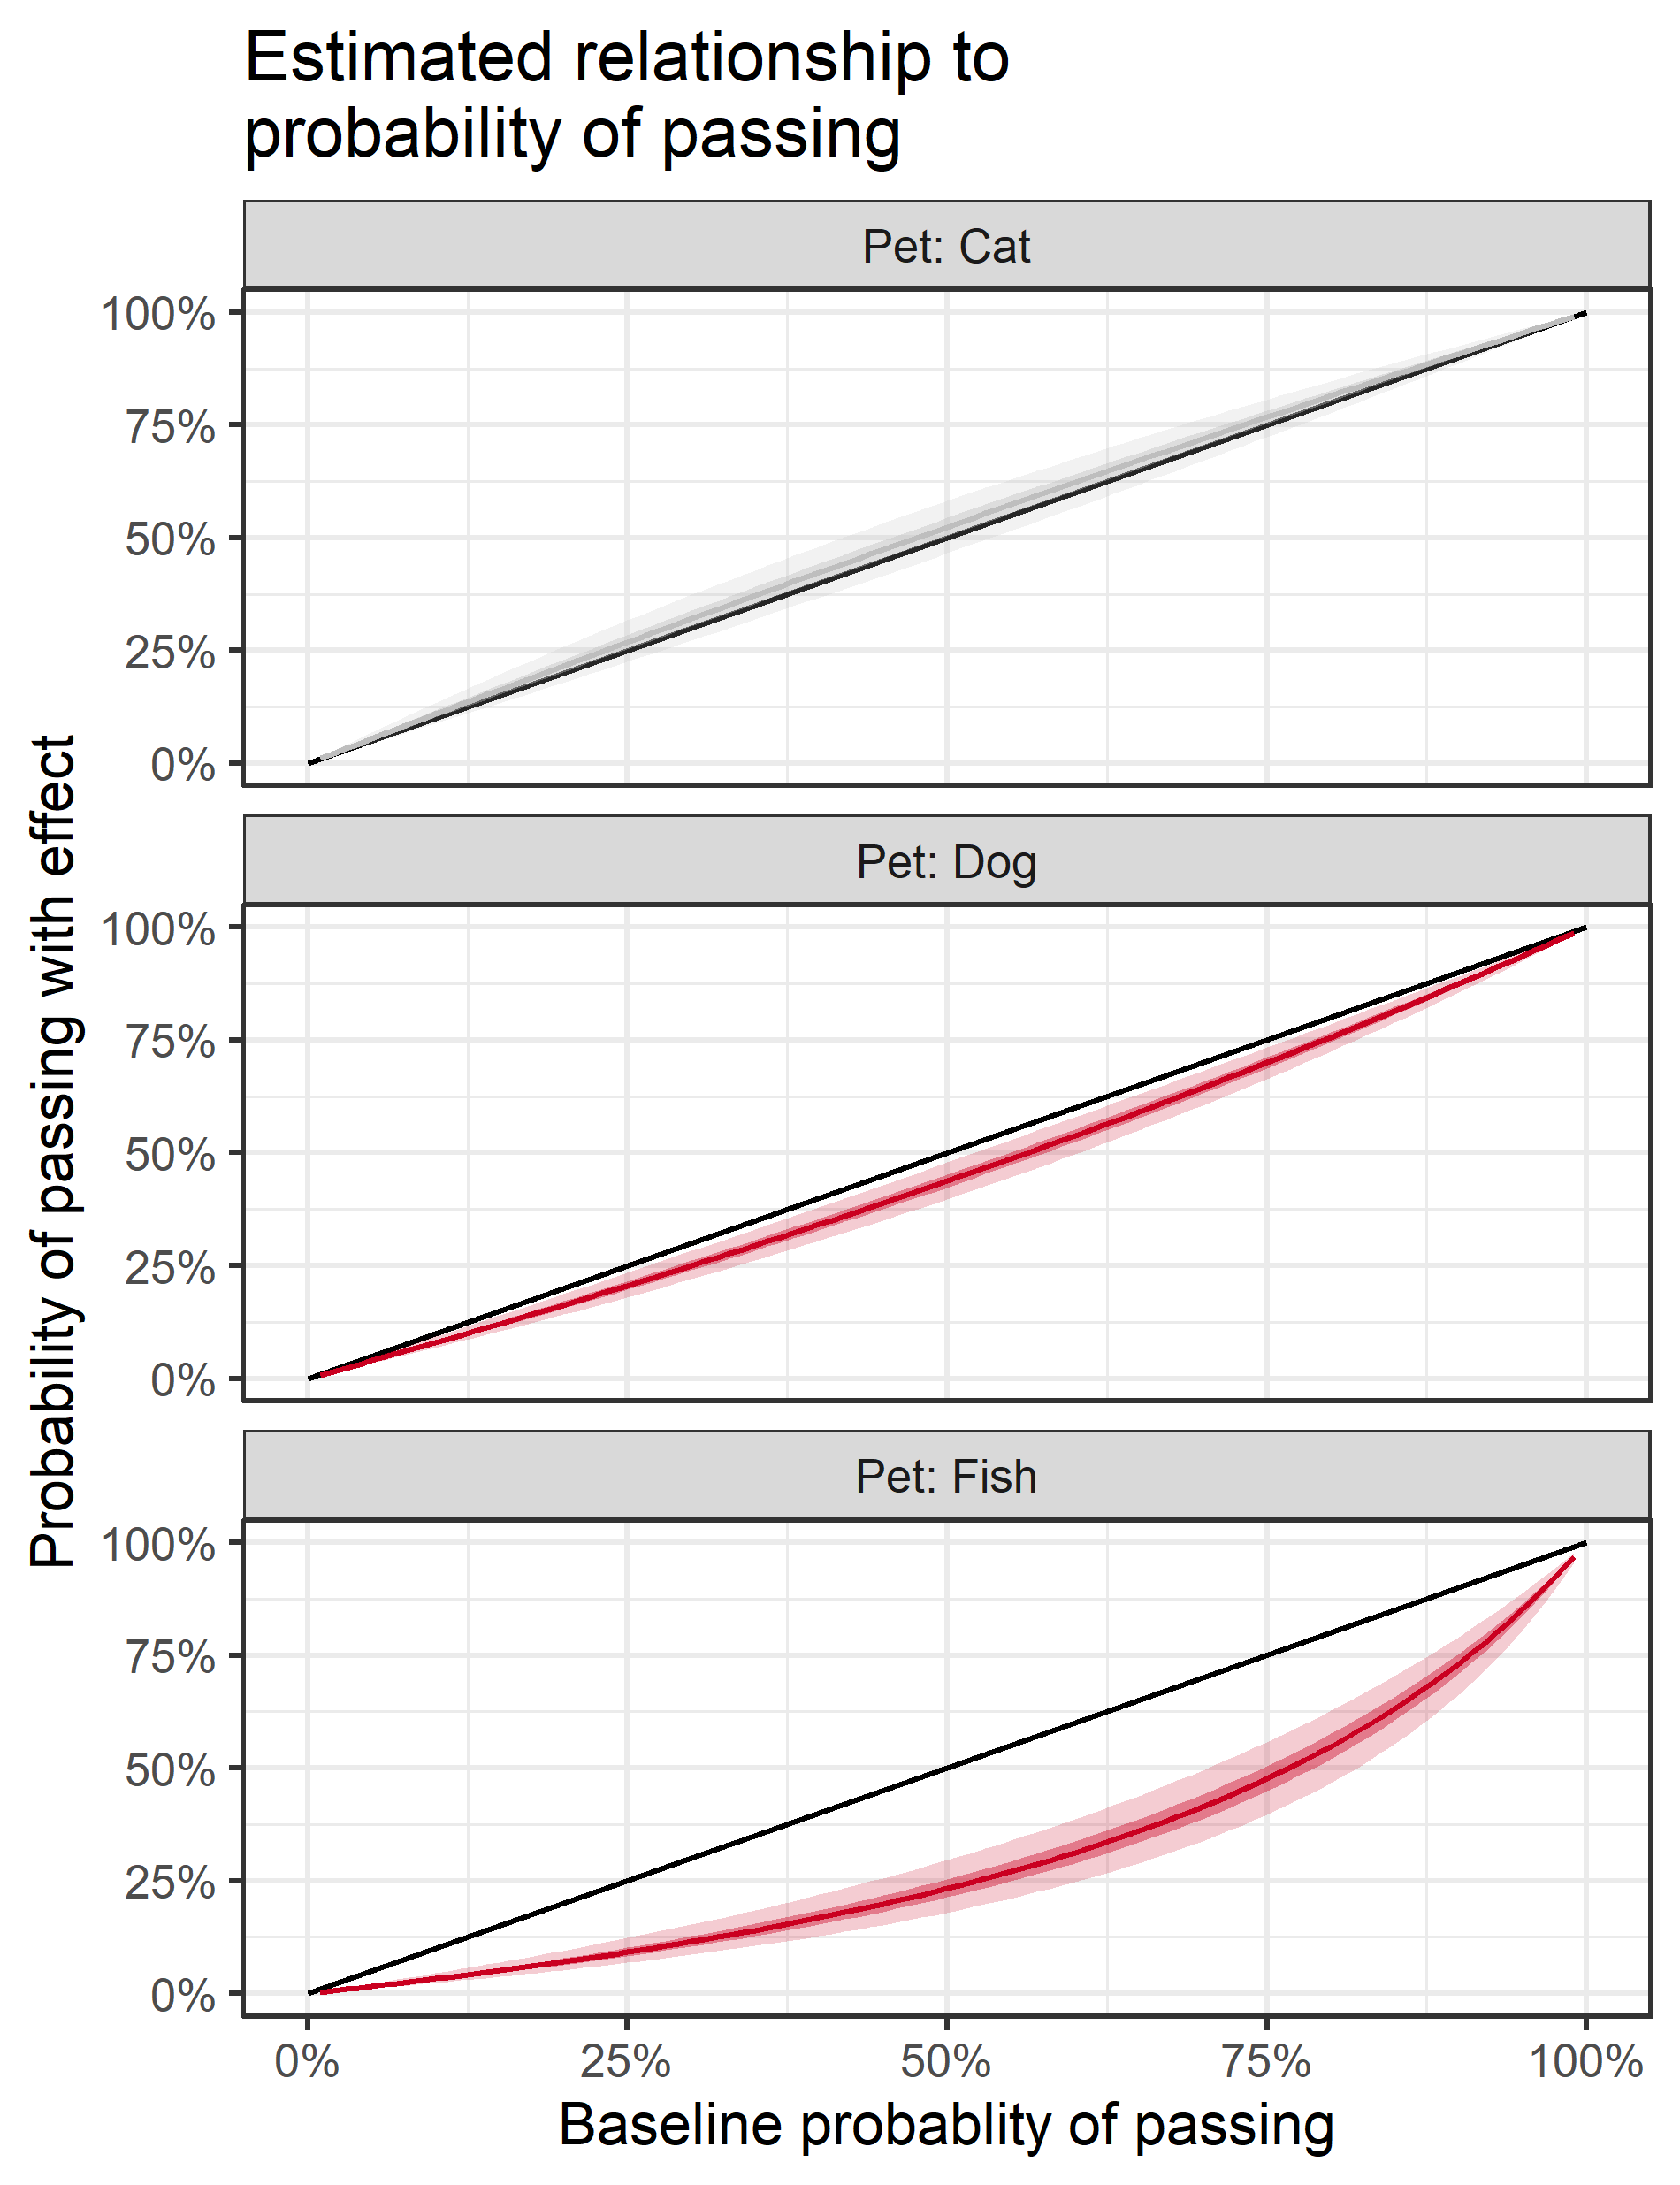 Estimated relationship to
probability of passing
Pet: Cat
100%
75%
50%
25%
0%
Pet: Dog
100%
75%
50%
25%
0%
Pet: Fish
100%
75%
50%
25%
0%
0% 25% 50% 75% 100%
Baseline probablity of passing
Probability of passing with effect